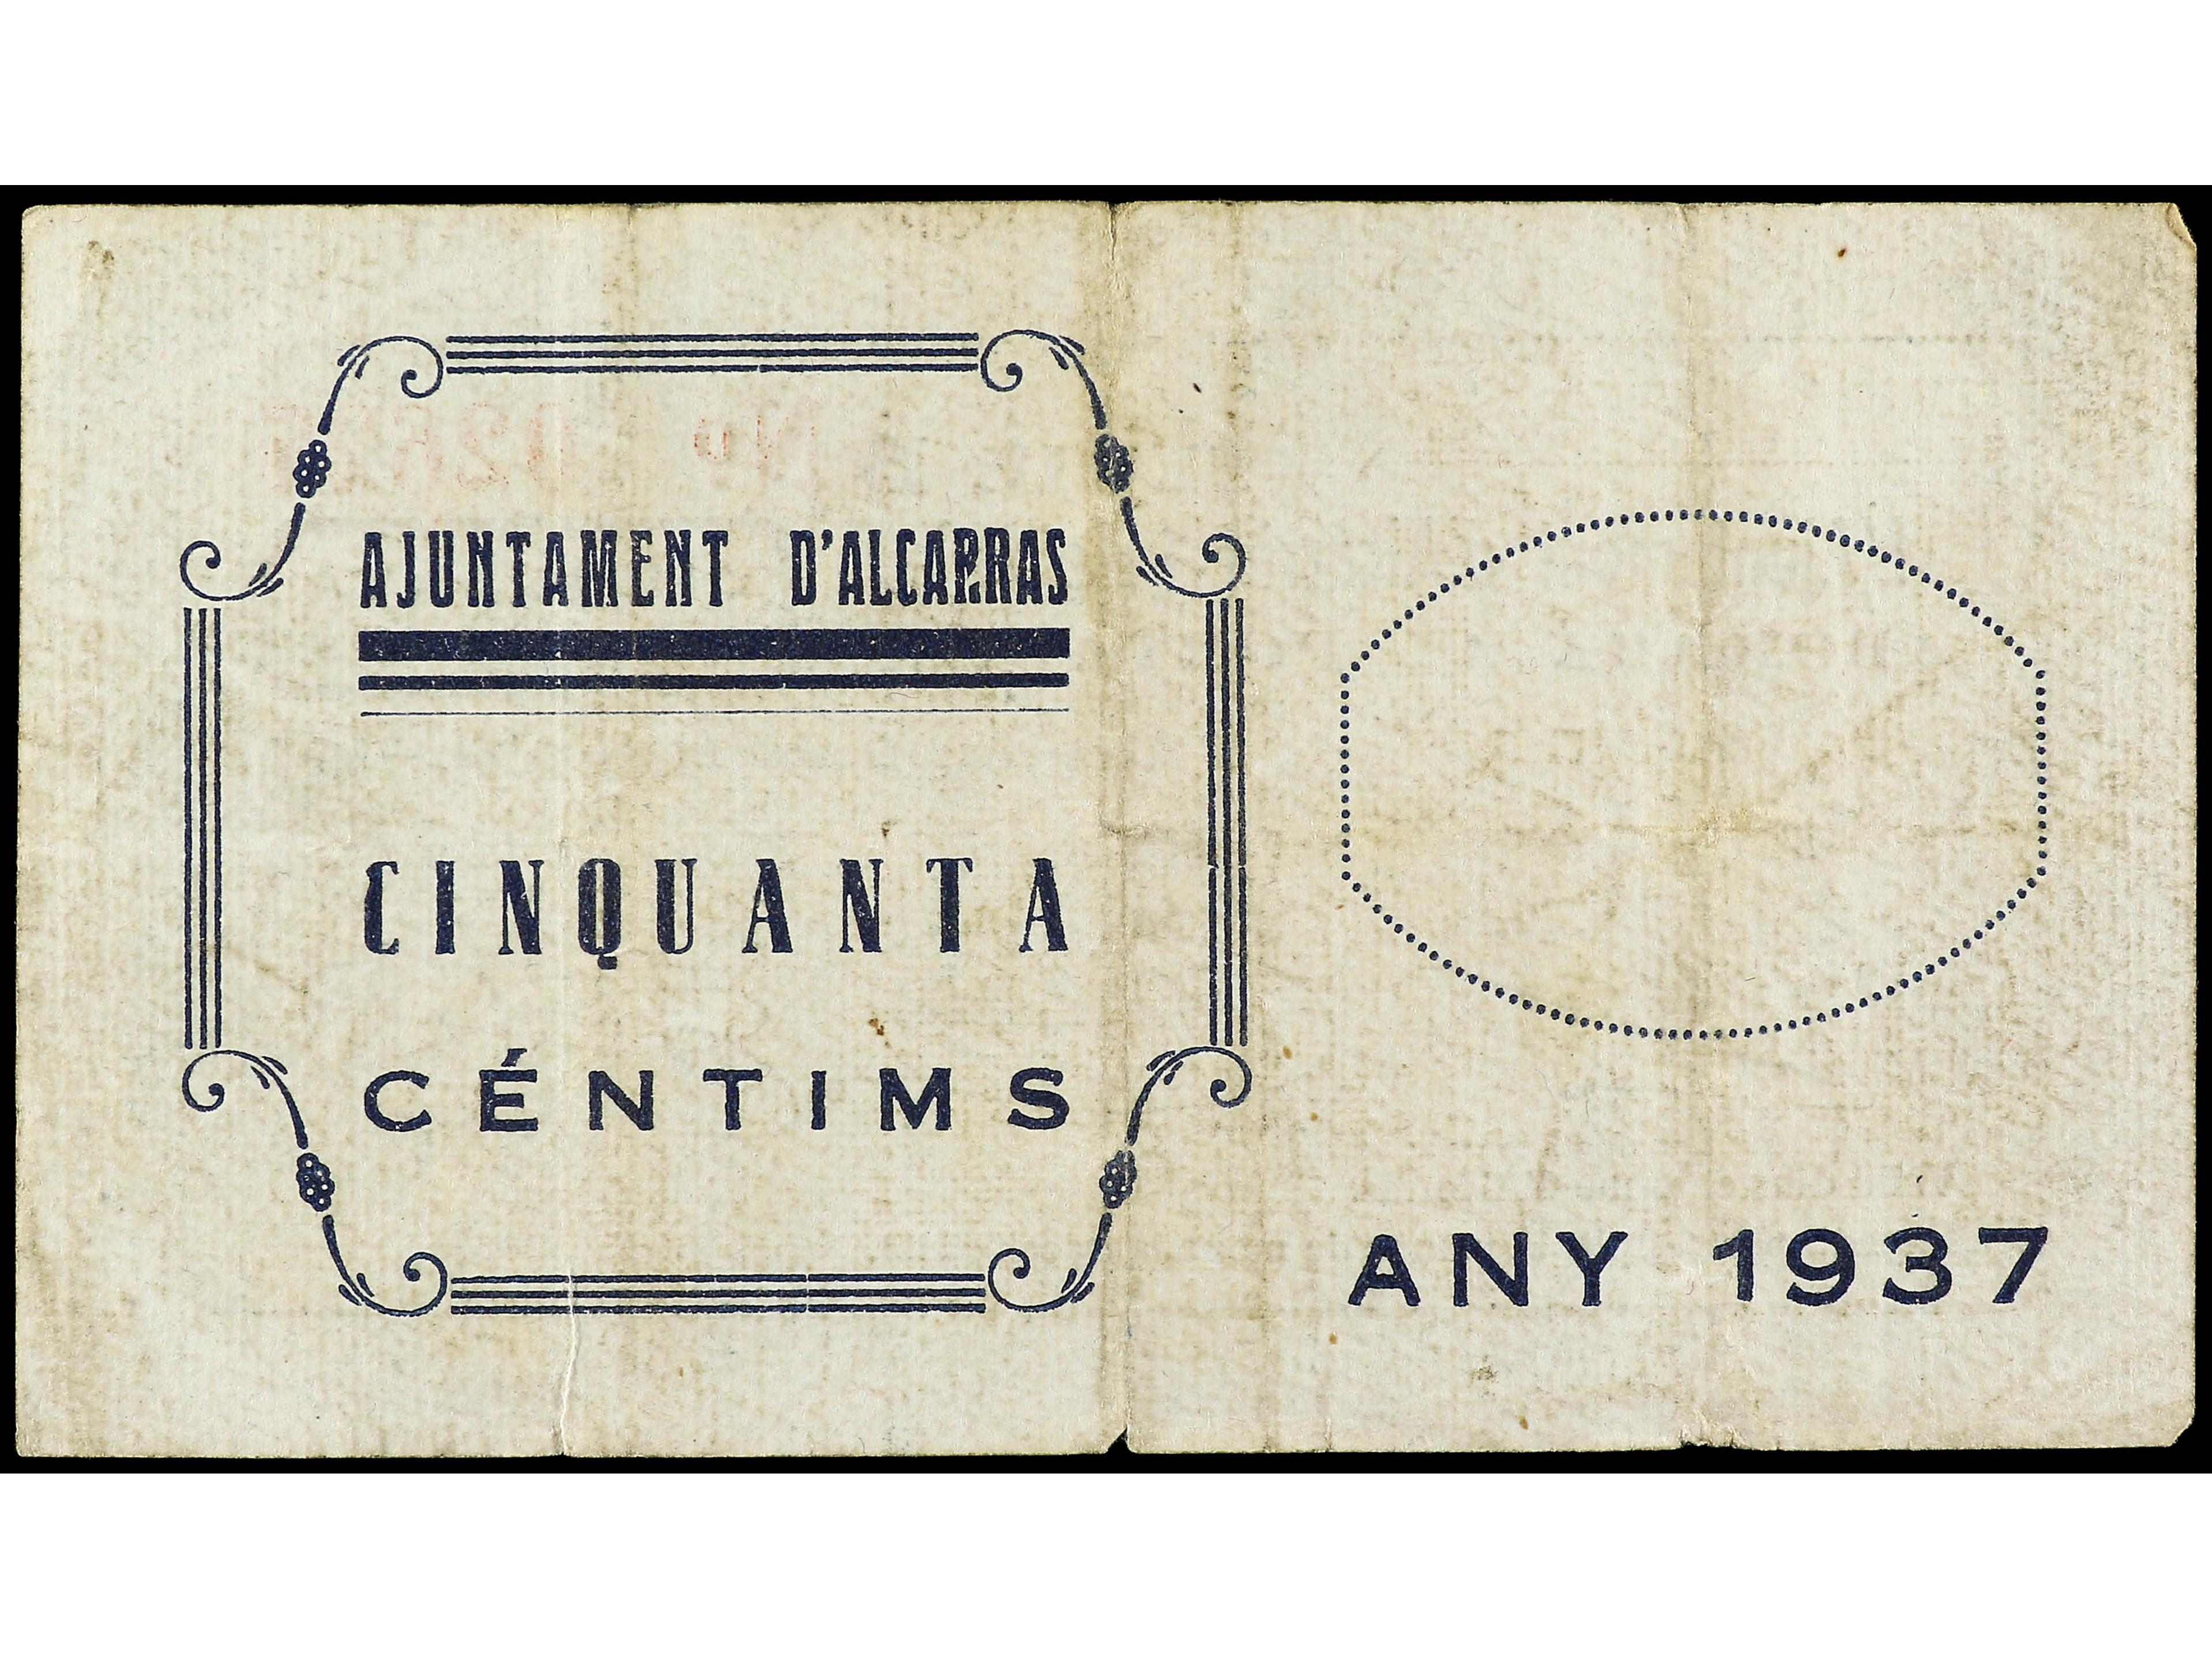 AJUNTAMENT D'ALCARRAS
CINQUANTA
CÉNTIMS
ANY 1937